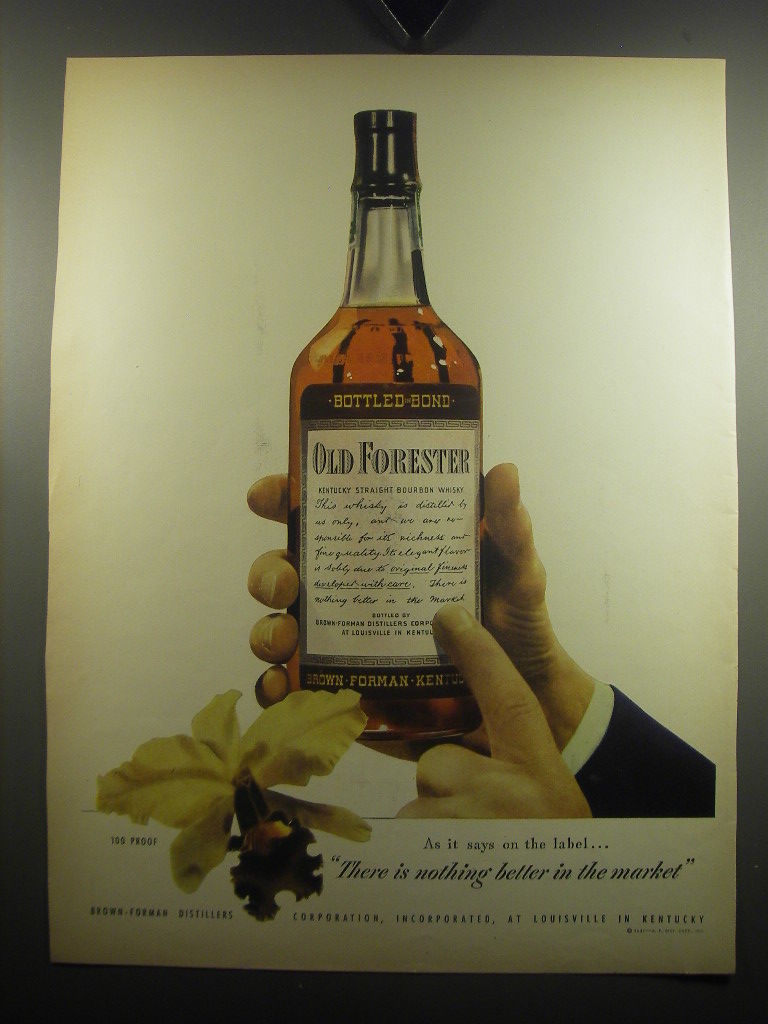 ·BOTTLED IN BOND·
OLD FORESTER
KENTUCKY STRAIGHT BOURBON WHISKY
This whisky is distilled by
us only, and we are re-
sponsible for its richness and
fine quality. Its elegant flavor
is solely due to original fineness
developed with care. There is
nothing better in the market
BOTTLED BY
BROWN-FORMAN DISTILLERS CORPO
AT LOUISVILLE IN KENTUC
BROWN·FORMAN·KENTUC
100 PROOF
As it says on the label...
"There is nothing better in the market"
BROWN-FORMAN DISTILLERS CORPORATION, INCORPORATED, AT LOUISVILLE IN KENTUCKY